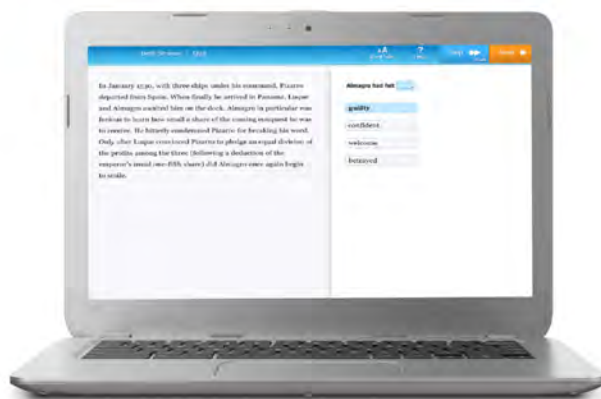 In January 1530, with three ships under his command, Pizarro
departed from Spain. When finally he arrived in Panama, Luque
and Almagro awaited him on the dock. Almagro in particular was
furious to learn how small a share of the coming conquest he was
to receive. He bitterly condemned Pizarro for breaking his word.
Only after Luque convinced Pizarro to pledge an equal division of
the profits among the three (following a deduction of the
emperor's usual one-fifth share) did Almagro once again begin
to smile.
Almagro had felt
guilty
confident
welcome
betrayed